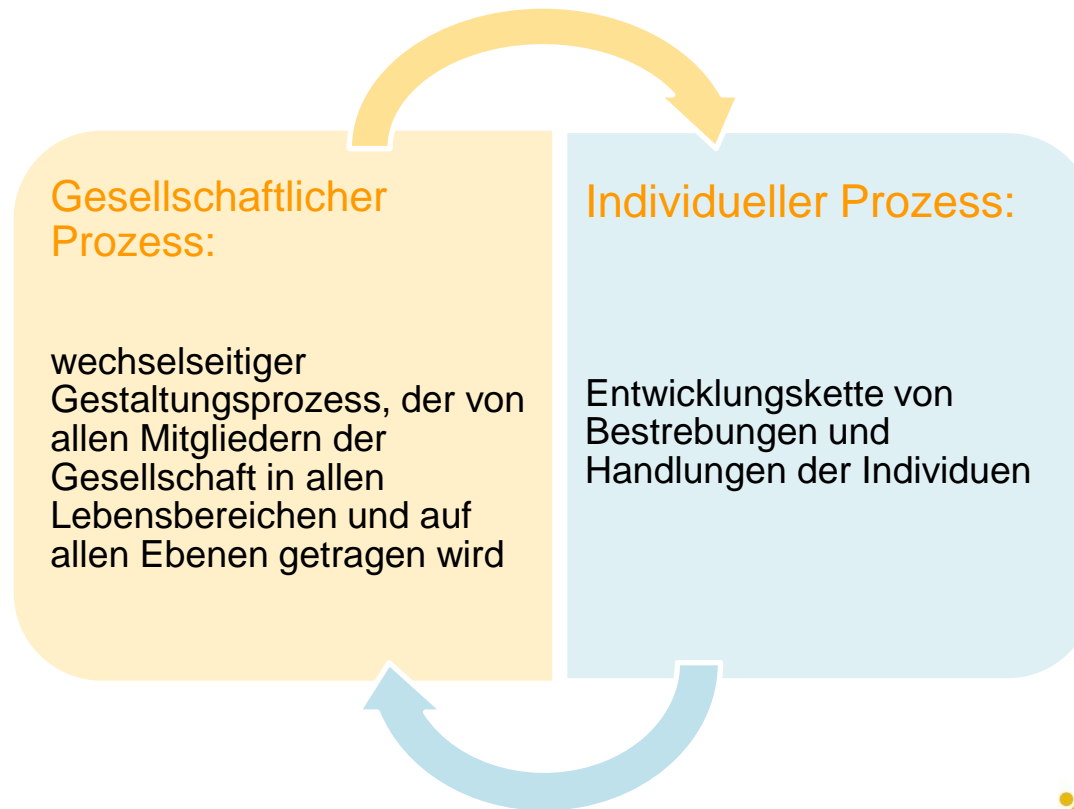 Gesellschaftlicher
Prozess:
wechselseitiger
Gestaltungsprozess, der von
allen Mitgliedern der
Gesellschaft in allen
Lebensbereichen und auf
allen Ebenen getragen wird
Individueller Prozess:
Entwicklungskette von
Bestrebungen und
Handlungen der Individuen